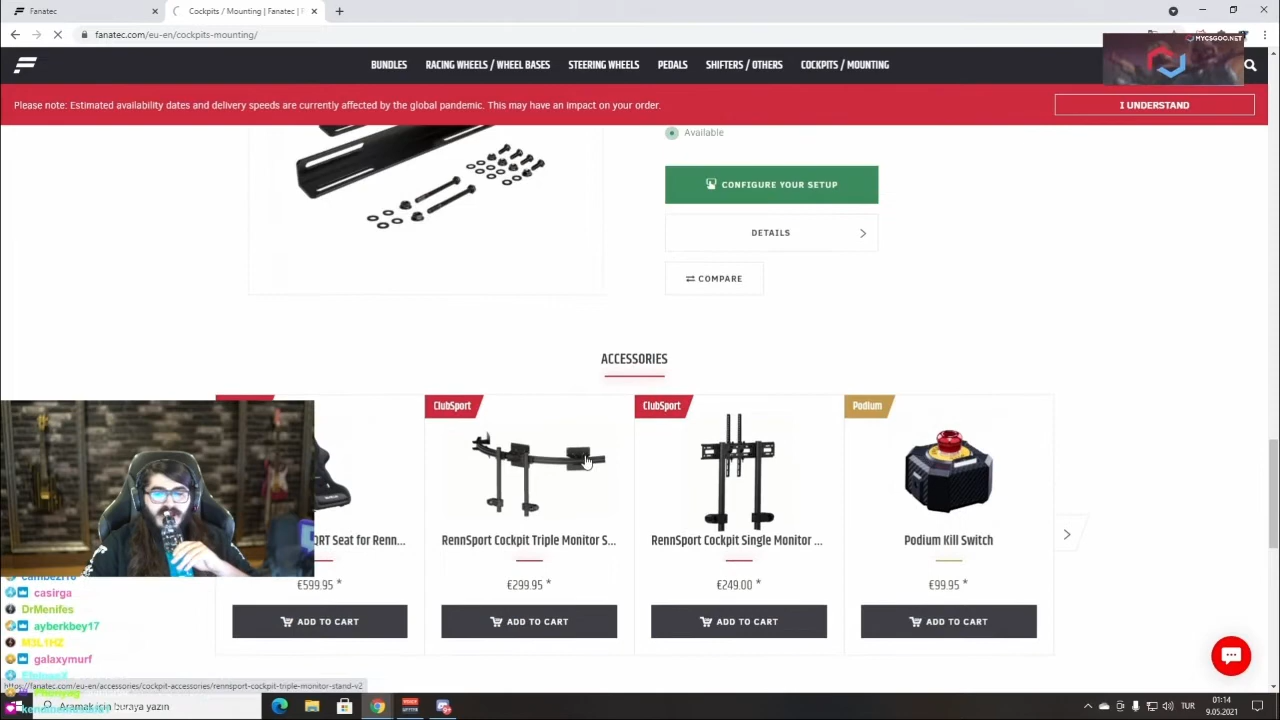 Fanatec
Cockpits / Mounting | Fanatec | F
fanatec.com/eu-en/cockpits-mounting/
MYCSGOO.NET
BUNDLES
RACING WHEELS / WHEEL BASES
STEERING WHEELS
PEDALS
SHIFTERS / OTHERS
COCKPITS / MOUNTING
Please note: Estimated availability dates and delivery speeds are currently affected by the global pandemic. This may have an impact on your order.
I UNDERSTAND
Available
CONFIGURE YOUR SETUP
DETAILS
COMPARE
ACCESSORIES
ClubSport
ClubSport
Podium
QRT Seat for Renn...
RennSport Cockpit Triple Monitor S...
RennSport Cockpit Single Monitor ...
Podium Kill Switch
€599.95 *
€299.95 *
€249.00 *
€99.95 *
ADD TO CART
ADD TO CART
ADD TO CART
ADD TO CART
casirga
DrMenifes
ayberkbey17
M3L1HZ
galaxymurf
https://fanatec.com/eu-en/accessories/cockpit-accessories/rennsport-cockpit-triple-monitor-stand-v2
Aramak için buraya yazın
TUR
01:14
9.05.2021